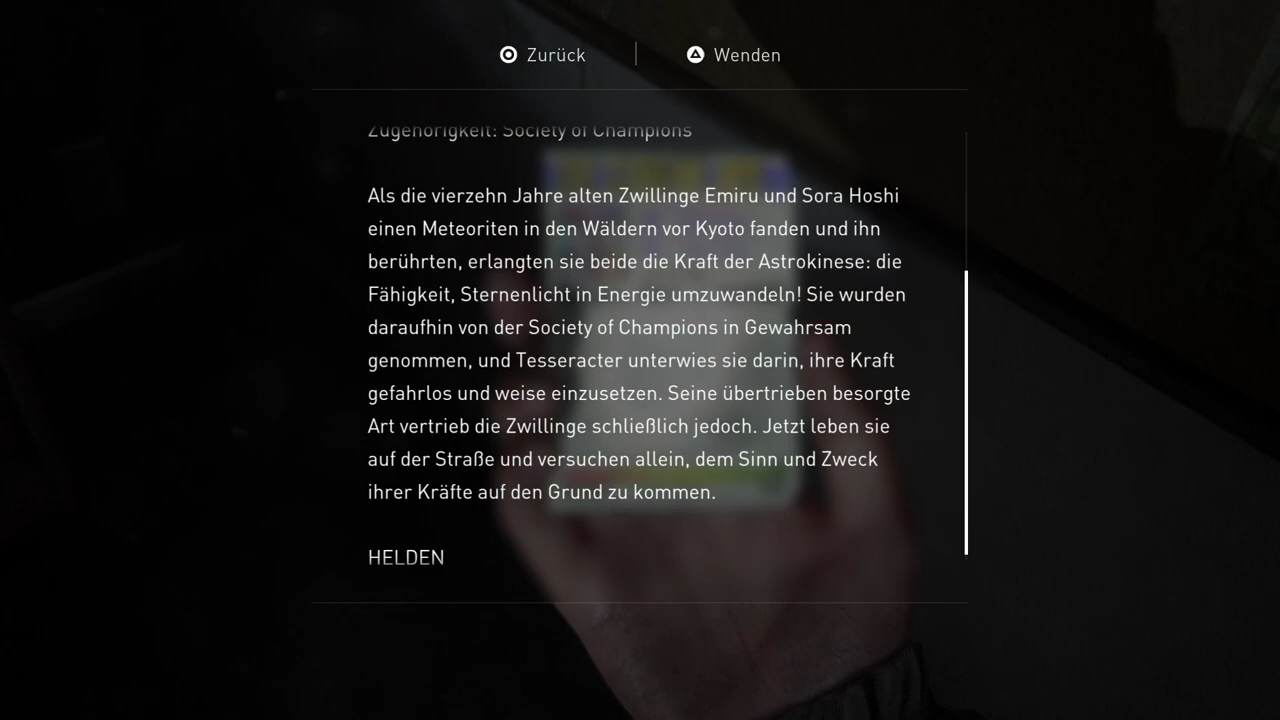 Zurück
Wenden
Zugehörigkeit: Society of Champions
Als die vierzehn Jahre alten Zwillinge Emiru und Sora Hoshi
einen Meteoriten in den Wäldern vor Kyoto fanden und ihn
berührten, erlangten sie beide die Kraft der Astrokinese: die
Fähigkeit, Sternenlicht in Energie umzuwandeln! Sie wurden
daraufhin von der Society of Champions in Gewahrsam
genommen, und Tesseracter unterwies sie darin, ihre Kraft
gefahrlos und weise einzusetzen. Seine übertrieben besorgte
Art vertrieb die Zwillinge schließlich jedoch. Jetzt leben sie
auf der Straße und versuchen allein, dem Sinn und Zweck
ihrer Kräfte auf den Grund zu kommen.
HELDEN